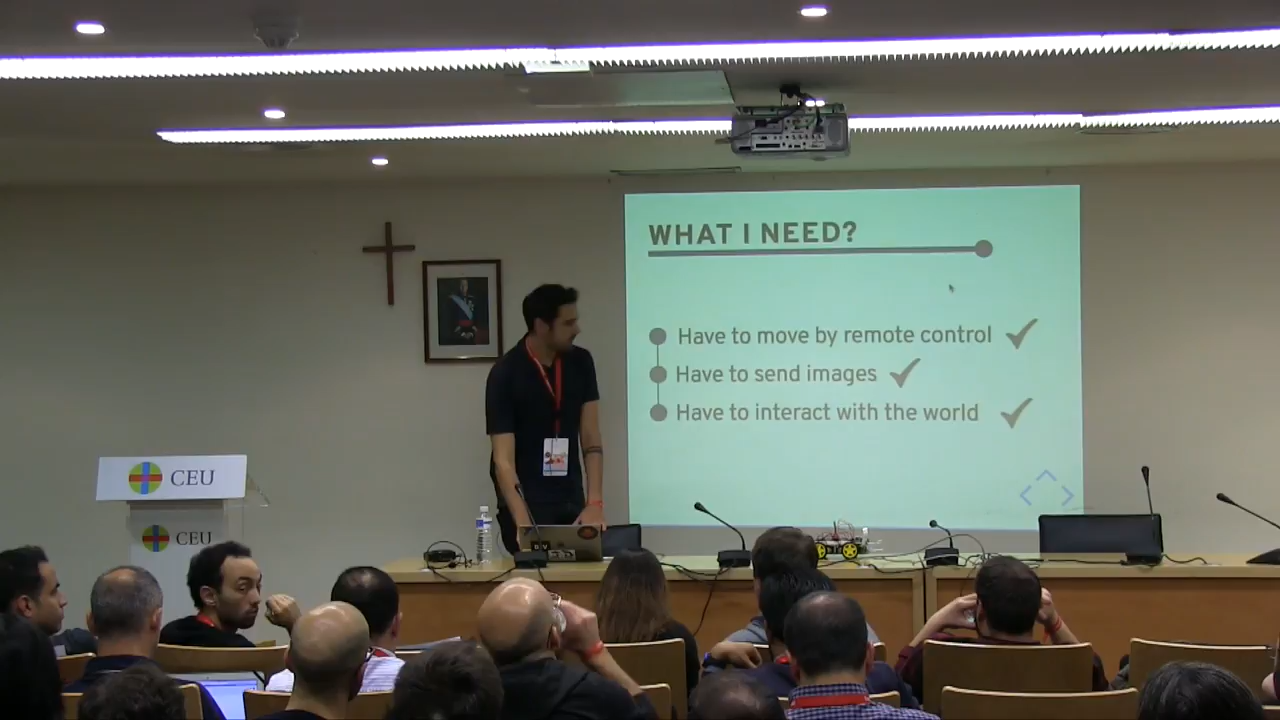 WHAT I NEED?
Have to move by remote control
Have to send images
Have to interact with the world
CEU
CEU